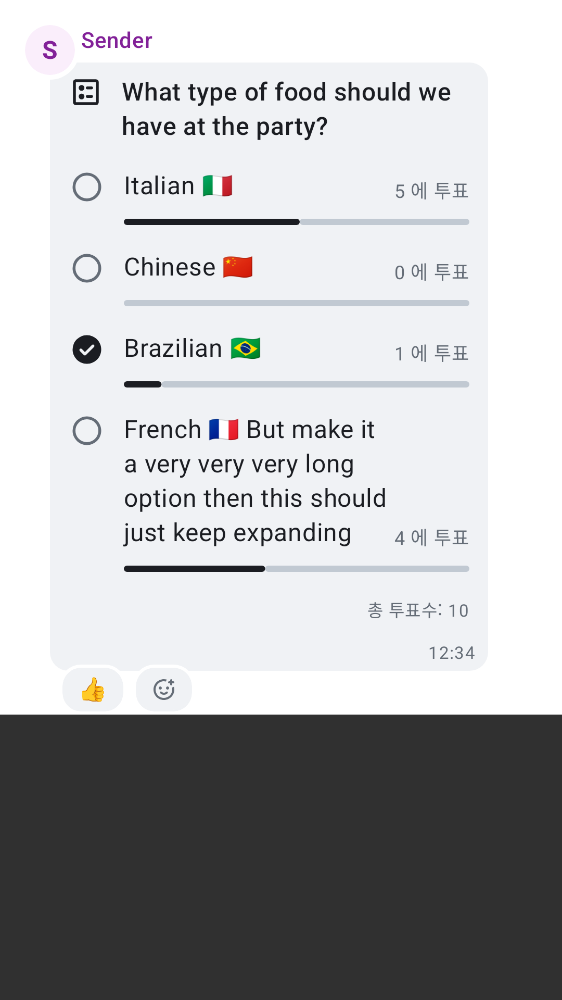 S
Sender
What type of food should we
have at the party?
Italian 🇮🇹
5 에 투표
Chinese 🇨🇳
0 에 투표
Brazilian 🇧🇷
1 에 투표
French 🇫🇷 But make it
a very very very long
option then this should
just keep expanding
4 에 투표
총 투표수: 10
12:34
👍